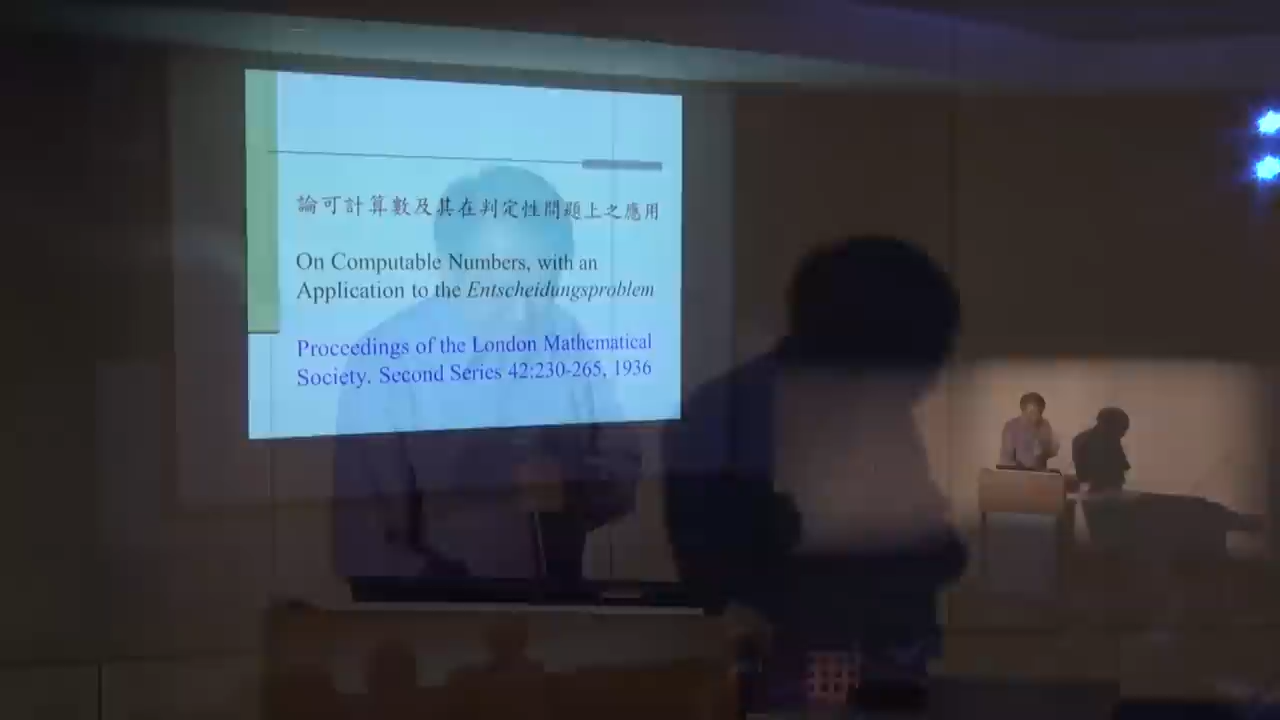 論可計算數及其在判定性問題上之應用
On Computable Numbers, with an
Application to the Entscheidungsproblem
Proceedings of the London Mathematical
Society. Second Series 42:230-265, 1936